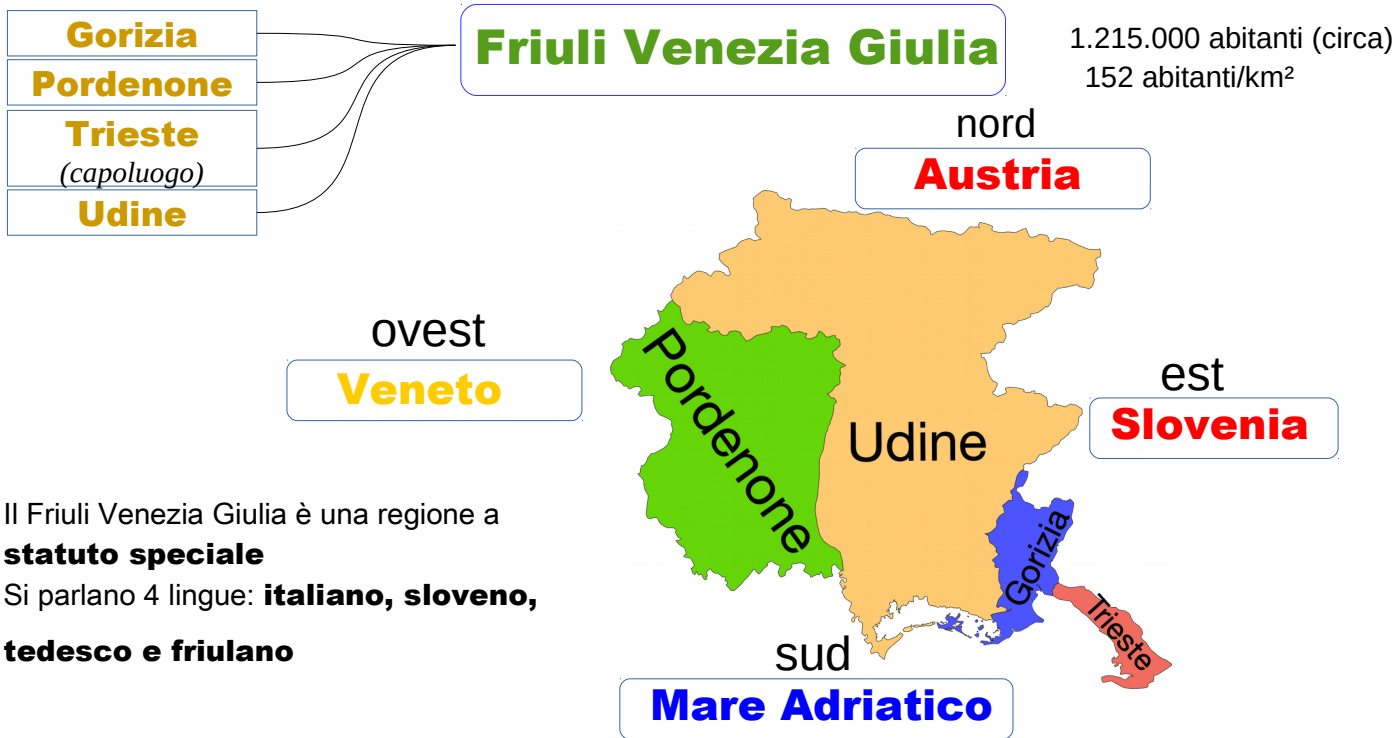 Gorizia
Pordenone
Trieste
(capoluogo)
Udine
Friuli Venezia Giulia
1.215.000 abitanti (circa)
152 abitanti/km²
nord
Austria
ovest
Veneto
est
Slovenia
Pordenone
Udine
Gorizia
Trieste
Il Friuli Venezia Giulia è una regione a
statuto speciale
Si parlano 4 lingue: italiano, sloveno,
tedesco e friulano
sud
Mare Adriatico